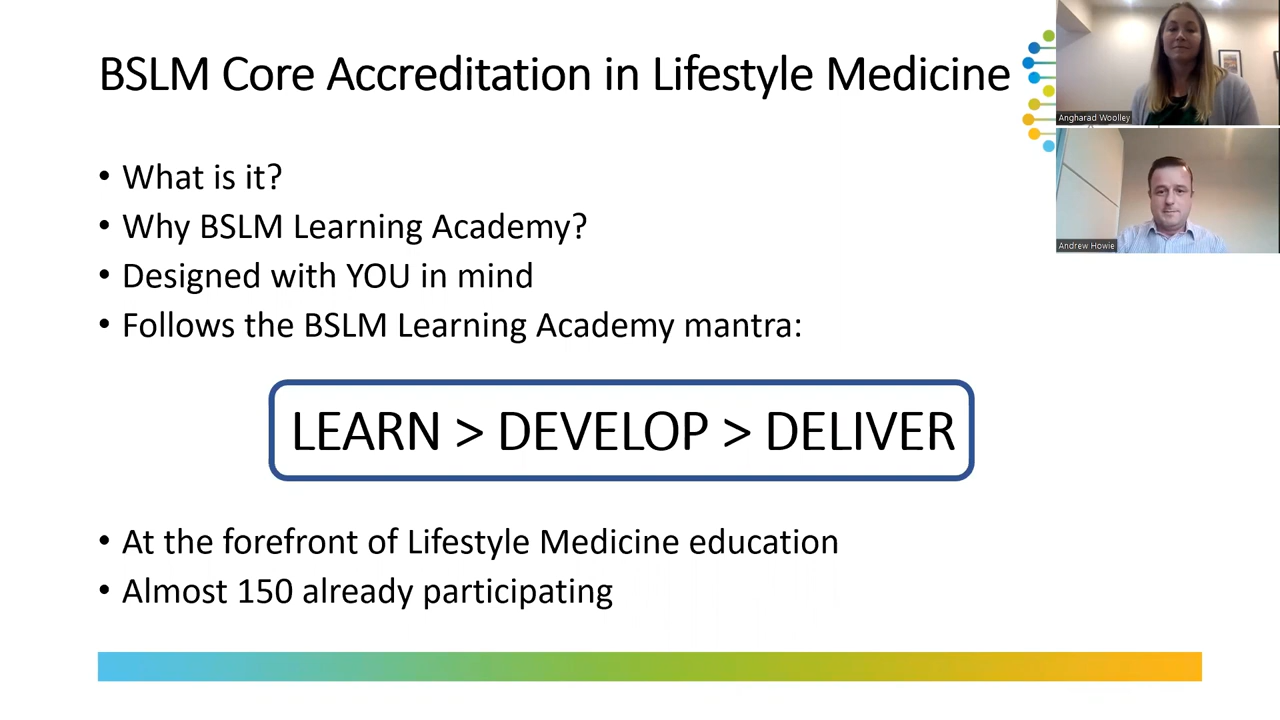 BSLM Core Accreditation in Lifestyle Medicine
Angharad Woolley
Andrew Howie
• What is it?
• Why BSLM Learning Academy?
• Designed with YOU in mind
• Follows the BSLM Learning Academy mantra:
LEARN > DEVELOP > DELIVER
• At the forefront of Lifestyle Medicine education
• Almost 150 already participating